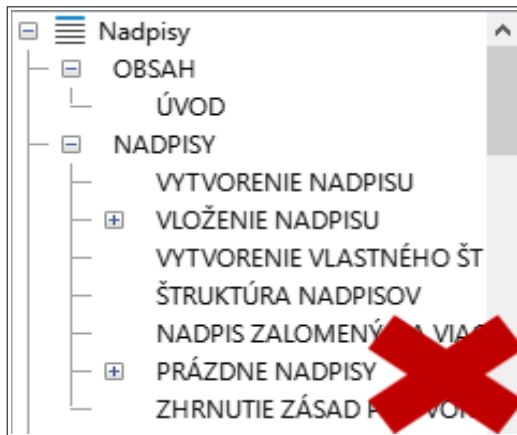 Nadpisy
OBSAH
ÚVOD
NADPISY
VYTVORENIE NADPISU
VLOŽENIE NADPISU
VYTVORENIE VLASTNÉHO ŠT
ŠTRUKTÚRA NADPISOV
NADPIS ZALOMENÝ
PRÁZDNE NADPISY
ZHRNUTIE ZÁSAD